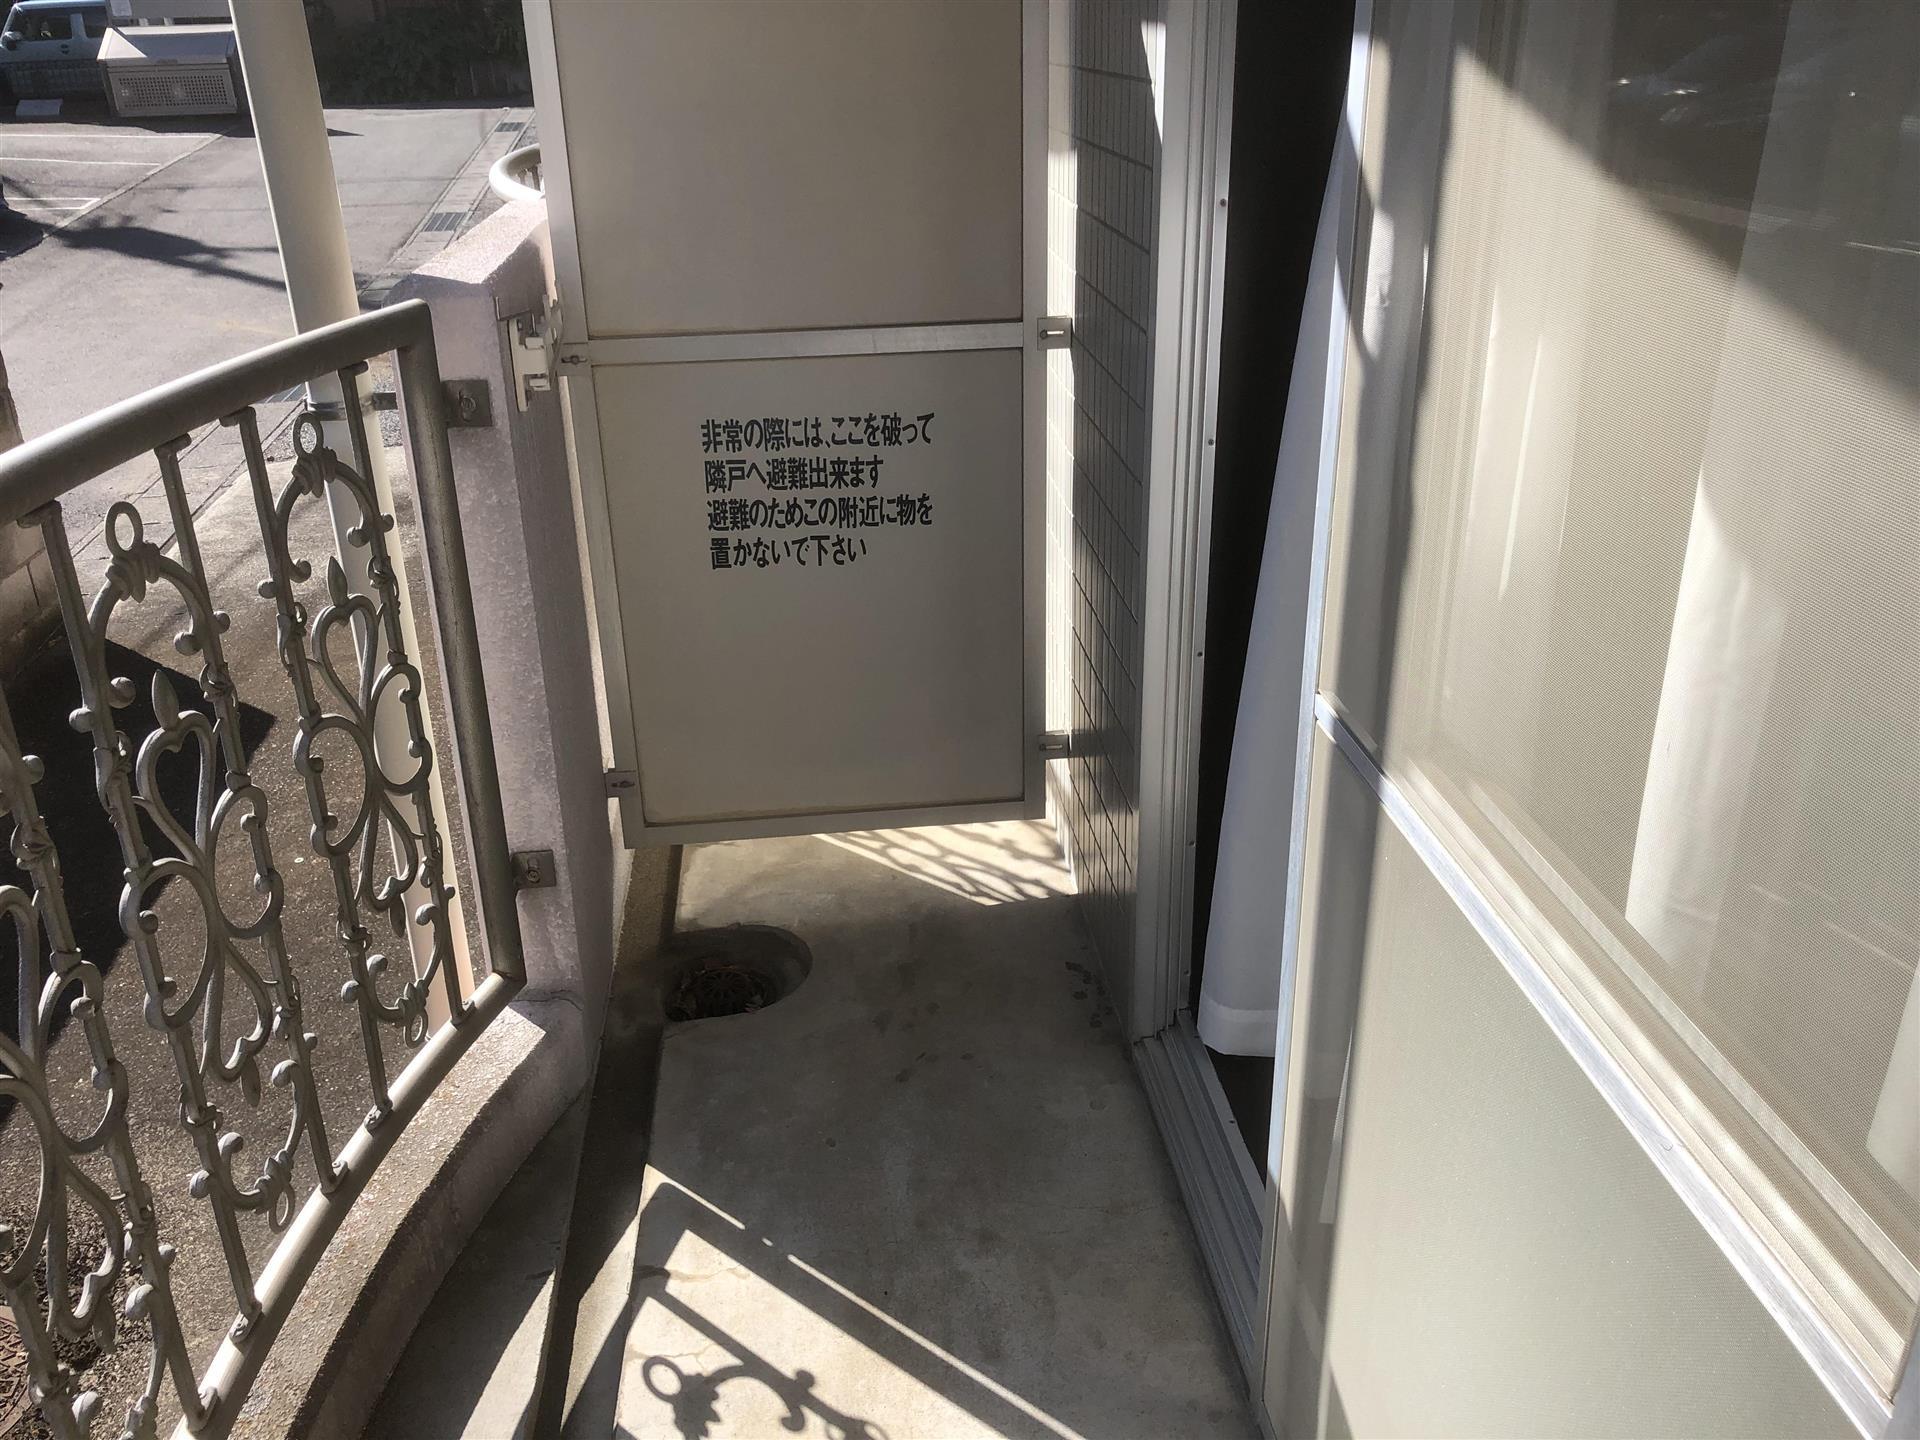 非常の際には、ここを破って
隣戸へ避難出来ます
避難のためこの附近に物を
置かないで下さい